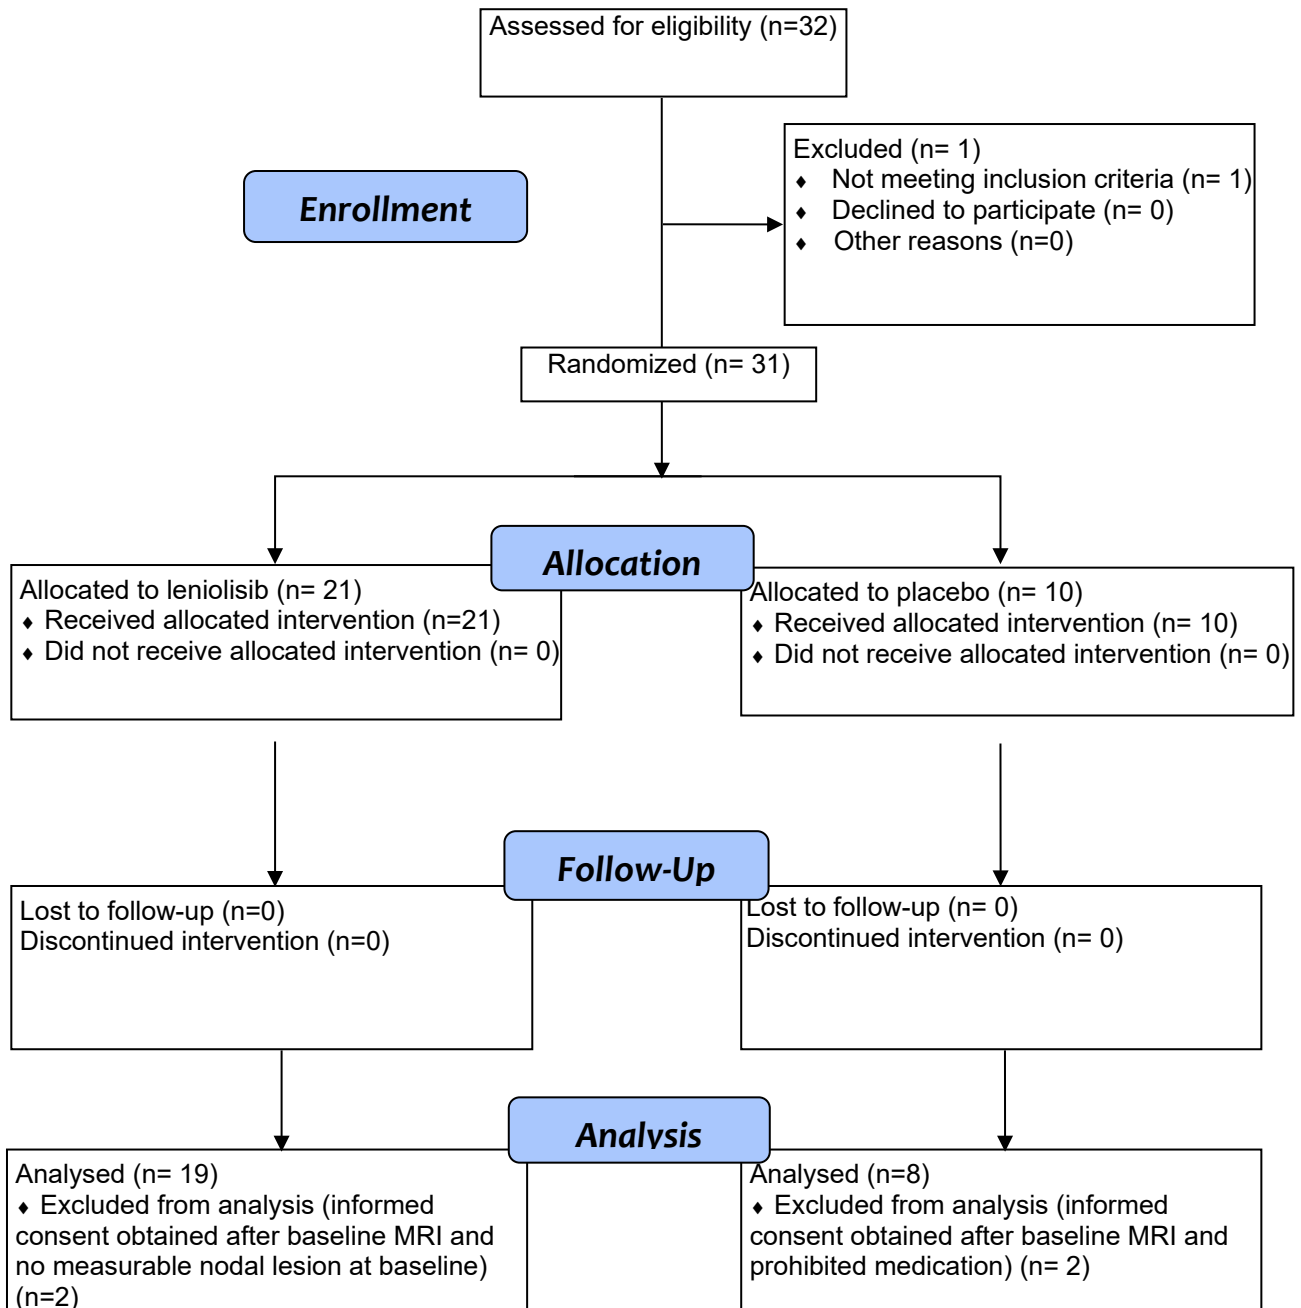 Assessed for eligibility (n=32)
Excluded (n= 1)
♦ Not meeting inclusion criteria (n= 1)
♦ Declined to participate (n= 0)
♦ Other reasons (n=0)
Enrollment
Randomized (n= 31)
Allocation
Allocated to leniolisib (n= 21)
♦ Received allocated intervention (n=21)
♦ Did not receive allocated intervention (n= 0)
Allocated to placebo (n= 10)
♦ Received allocated intervention (n= 10)
♦ Did not receive allocated intervention (n= 0)
Follow-Up
Lost to follow-up (n=0)
Discontinued intervention (n=0)
Lost to follow-up (n= 0)
Discontinued intervention (n= 0)
Analysis
Analysed (n= 19)
♦ Excluded from analysis (informed
consent obtained after baseline MRI and
no measurable nodal lesion at baseline)
(n=2)
Analysed (n=8)
♦ Excluded from analysis (informed
consent obtained after baseline MRI and
prohibited medication) (n= 2)